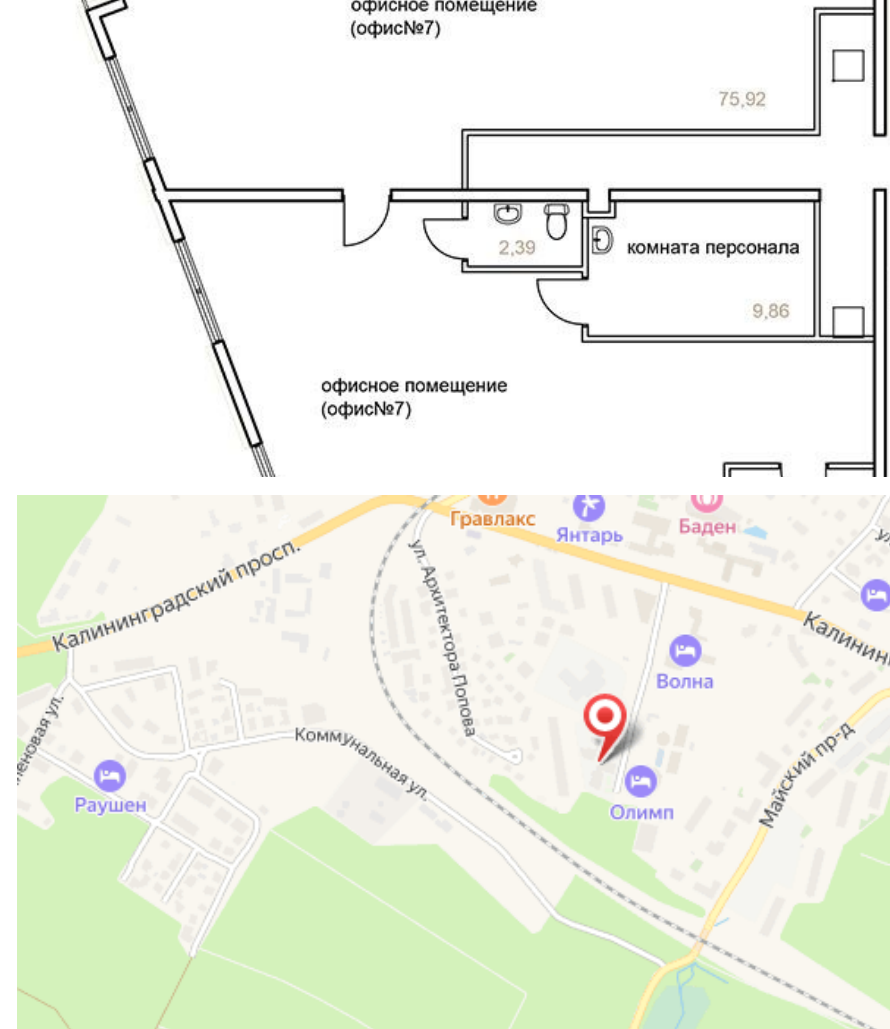 офисное помещение
(офис№7)
75,92
2,39
комната персонала
9,86
офисное помещение
(офис№7)
Гравлакс
Янтарь
Баден
Калининградский просп.
ул. Архитектора Попова
Волна
Коммунальная ул.
Раушен
Олимп
Майский пр-д